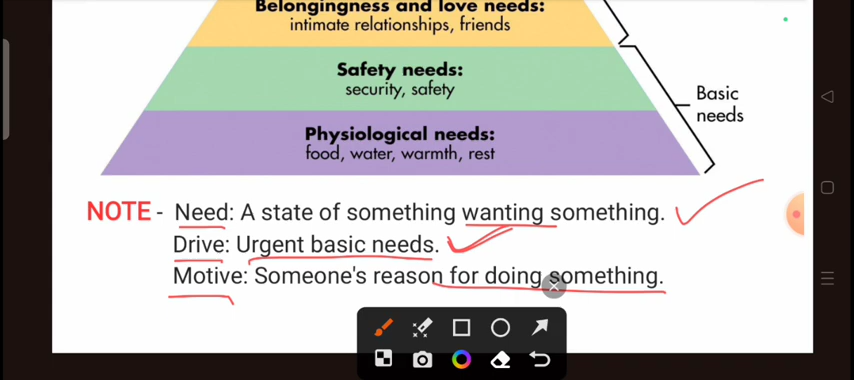 Belongingness and love needs:
intimate relationships, friends
Safety needs:
security, safety
Basic
needs
Physiological needs:
food, water, warmth, rest
NOTE - Need: A state of something wanting something.
Drive: Urgent basic needs.
Motive: Someone's reason for doing something.